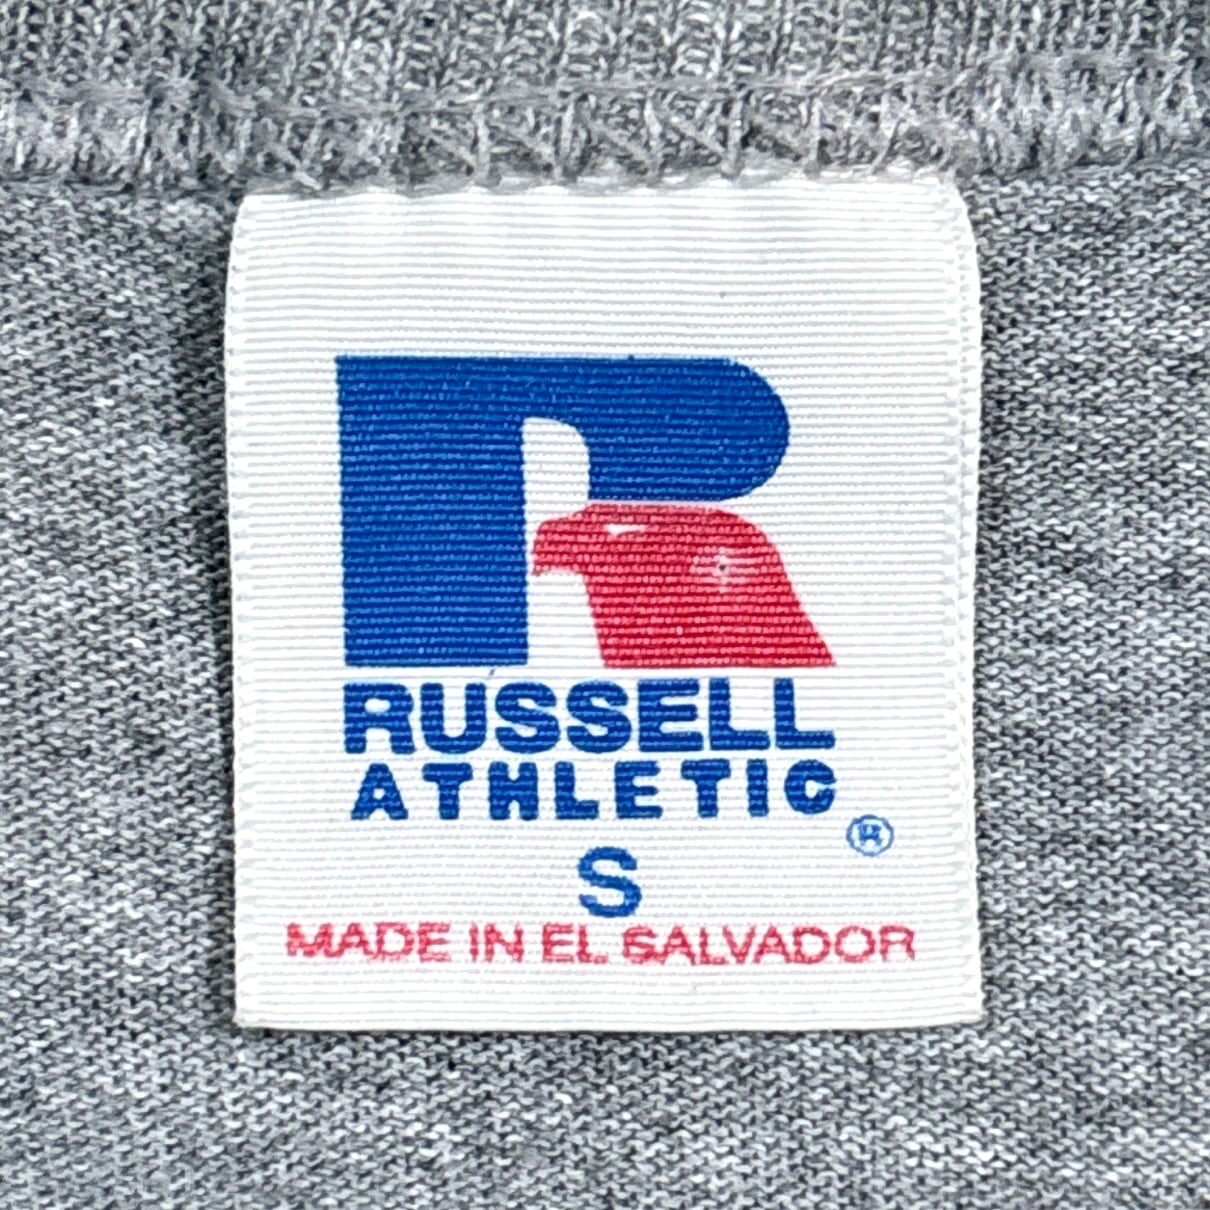 R
RUSSELL
ATHLETIC
®
S
MADE IN EL SALVADOR